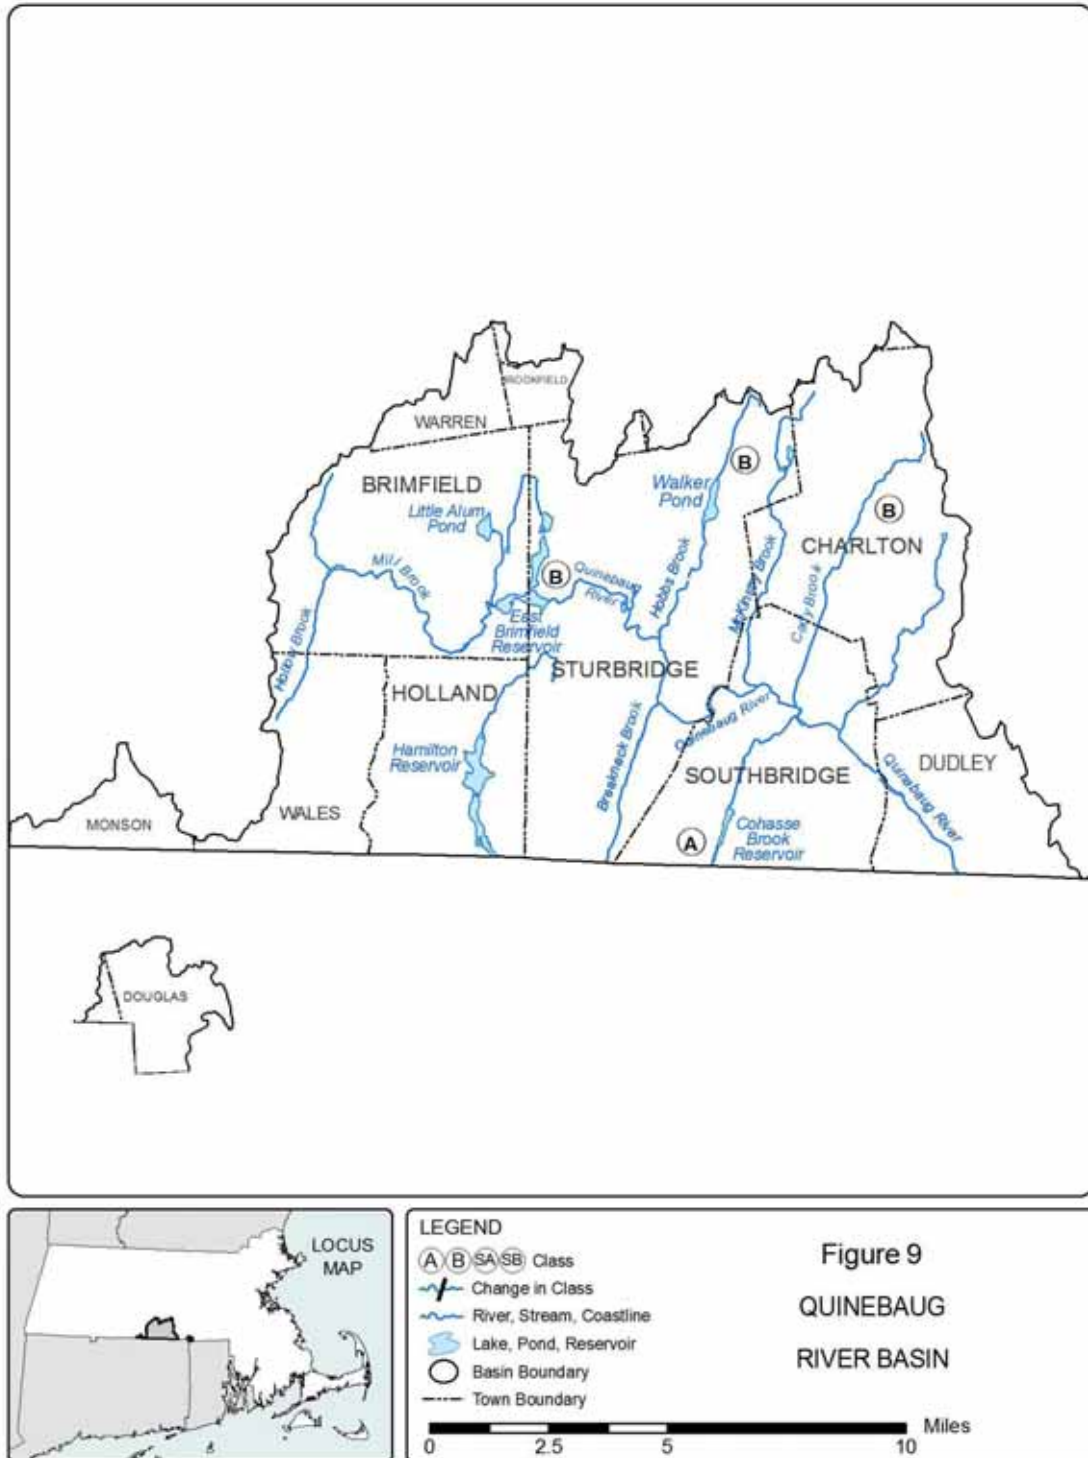 ROOKFIELD
WARREN
BRIMFIELD
Little Alum
Pond
Walker
Pond
B
B
CHARLTON
Mill Brook
B
Quinebaug
River
Hobbs Brook
McKinstry Brook
Cady Brook
East
Brimfield
Reservoir
Hollow Brook
STURBRIDGE
HOLLAND
Hamilton
Reservoir
Breakneck Brook
Quinebaug River
SOUTHBRIDGE
DUDLEY
Quinebaug River
MONSON
WALES
A
Cohasse
Brook
Reservoir
DOUGLAS
LOCUS
MAP
LEGEND
A B SA SB Class
Change in Class
River, Stream, Coastline
Lake, Pond, Reservoir
Basin Boundary
Town Boundary
Figure 9
QUINEBAUG
RIVER BASIN
Miles
0 2.5 5 10